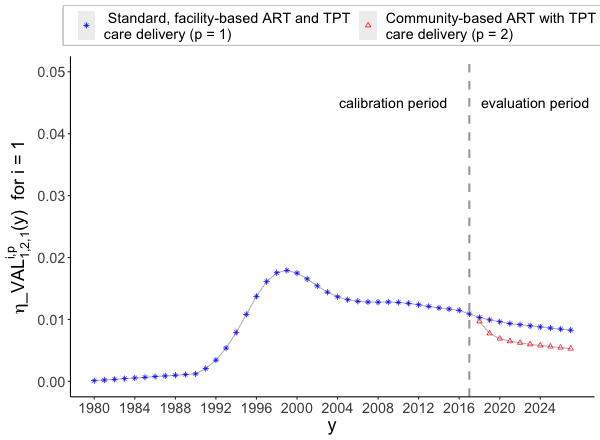 Standard, facility-based ART and TPT
care delivery (p = 1)
Community-based ART with TPT
care delivery (p = 2)
calibration period
evaluation period
η_VAL^{i,p}_{1,2,1}(y) for i = 1
0.05
0.04
0.03
0.02
0.01
0.00
1980 1984 1988 1992 1996 2000 2004 2008 2012 2016 2020 2024
y